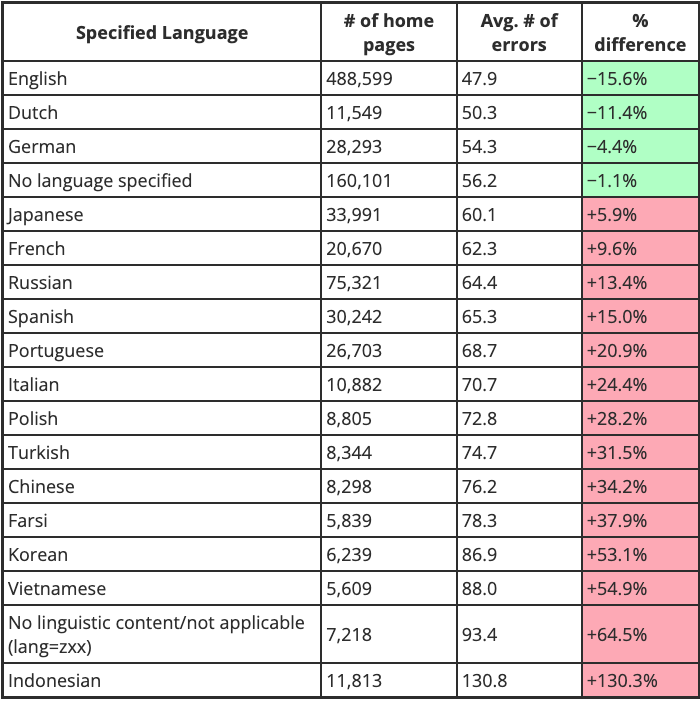 Specified Language | # of home pages | Avg. # of errors | % difference
English | 488,599 | 47.9 | −15.6%
Dutch | 11,549 | 50.3 | −11.4%
German | 28,293 | 54.3 | −4.4%
No language specified | 160,101 | 56.2 | −1.1%
Japanese | 33,991 | 60.1 | +5.9%
French | 20,670 | 62.3 | +9.6%
Russian | 75,321 | 64.4 | +13.4%
Spanish | 30,242 | 65.3 | +15.0%
Portuguese | 26,703 | 68.7 | +20.9%
Italian | 10,882 | 70.7 | +24.4%
Polish | 8,805 | 72.8 | +28.2%
Turkish | 8,344 | 74.7 | +31.5%
Chinese | 8,298 | 76.2 | +34.2%
Farsi | 5,839 | 78.3 | +37.9%
Korean | 6,239 | 86.9 | +53.1%
Vietnamese | 5,609 | 88.0 | +54.9%
No linguistic content/not applicable (lang=zxx) | 7,218 | 93.4 | +64.5%
Indonesian | 11,813 | 130.8 | +130.3%